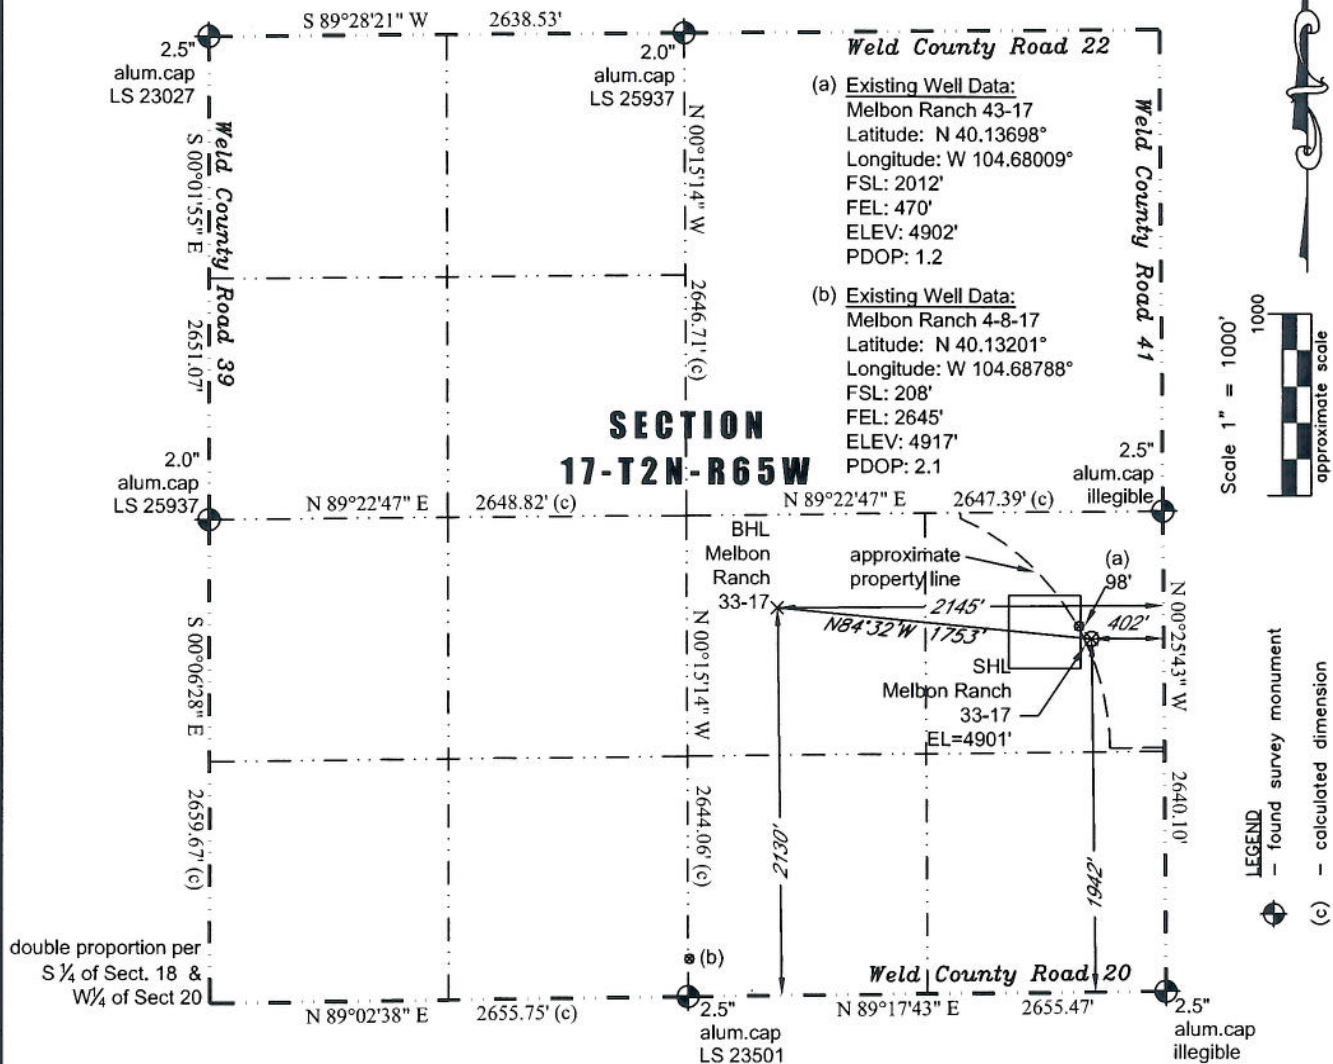 S 89°28'21" W
2638.53'
2.5"
alum.cap
LS 23027
2.0"
alum.cap
LS 25937
Weld County Road 22
(a) Existing Well Data:
Melbon Ranch 43-17
Latitude: N 40.13698°
Longitude: W 104.68009°
FSL: 2012'
FEL: 470'
ELEV: 4902'
PDOP: 1.2
(b) Existing Well Data:
Melbon Ranch 4-8-17
Latitude: N 40.13201°
Longitude: W 104.68788°
FSL: 208'
FEL: 2645'
ELEV: 4917'
PDOP: 2.1
Weld County Road 39
S 00°01'55" E
2651.07'
N 00°15'14" W
2646.71' (c)
Weld County Road 41
Scale 1" = 1000'
1000
approximate scale
SECTION
17-T2N-R65W
2.0"
alum.cap
LS 25937
2.5"
alum.cap
illegible
N 89°22'47" E
2648.82' (c)
N 89°22'47" E
2647.39' (c)
BHL
Melbon
Ranch
33-17
approximate
property line
(a)
98'
2145'
N84°32'W 1753'
402'
SHL
Melbon Ranch
33-17
EL=4901'
S 00°06'28" E
2659.67' (c)
N 00°15'14" W
2644.06' (c)
N 00°25'43" W
2640.10'
2130'
1942'
LEGEND
– found survey monument
(c) – calculated dimension
double proportion per
S ¼ of Sect. 18 &
W¼ of Sect 20
(b)
Weld County Road 20
N 89°02'38" E
2655.75' (c)
2.5"
alum.cap
LS 23501
N 89°17'43" E
2655.47'
2.5"
alum.cap
illegible